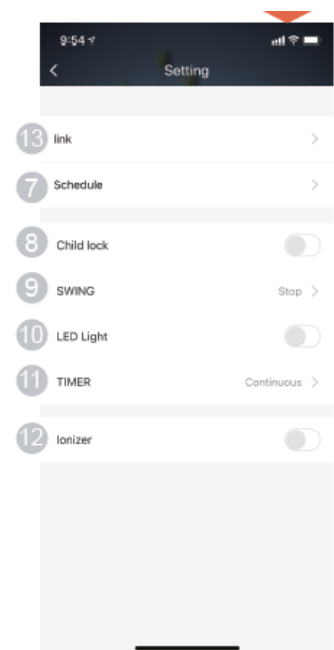 9:54
Setting
13 link
7 Schedule
8 Child lock
9 SWING Stop
10 LED Light
11 TIMER Continuous
12 Ionizer